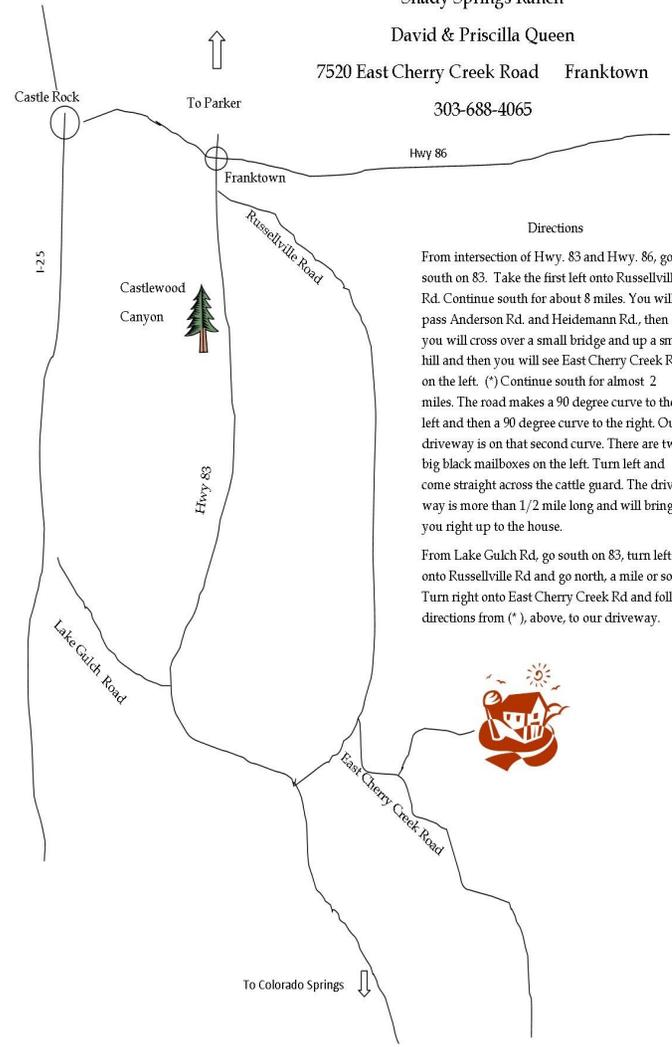 Shady Springs Ranch
David & Priscilla Queen
7520 East Cherry Creek Road Franktown
303-688-4065
Castle Rock
To Parker
Hwy 86
Franktown
Russellville Road
I-25
Castlewood
Canyon
Hwy 83
Lake Gulch Road
East Cherry Creek Road
To Colorado Springs
Directions
From intersection of Hwy. 83 and Hwy. 86, go
south on 83. Take the first left onto Russellvill
Rd. Continue south for about 8 miles. You will
pass Anderson Rd. and Heidemann Rd., then
you will cross over a small bridge and up a sm
hill and then you will see East Cherry Creek R
on the left. (*) Continue south for almost 2
miles. The road makes a 90 degree curve to the
left and then a 90 degree curve to the right. Ou
driveway is on that second curve. There are tw
big black mailboxes on the left. Turn left and
come straight across the cattle guard. The driv
way is more than 1/2 mile long and will bring
you right up to the house.
From Lake Gulch Rd, go south on 83, turn left
onto Russellville Rd and go north, a mile or so
Turn right onto East Cherry Creek Rd and foll
directions from (* ), above, to our driveway.